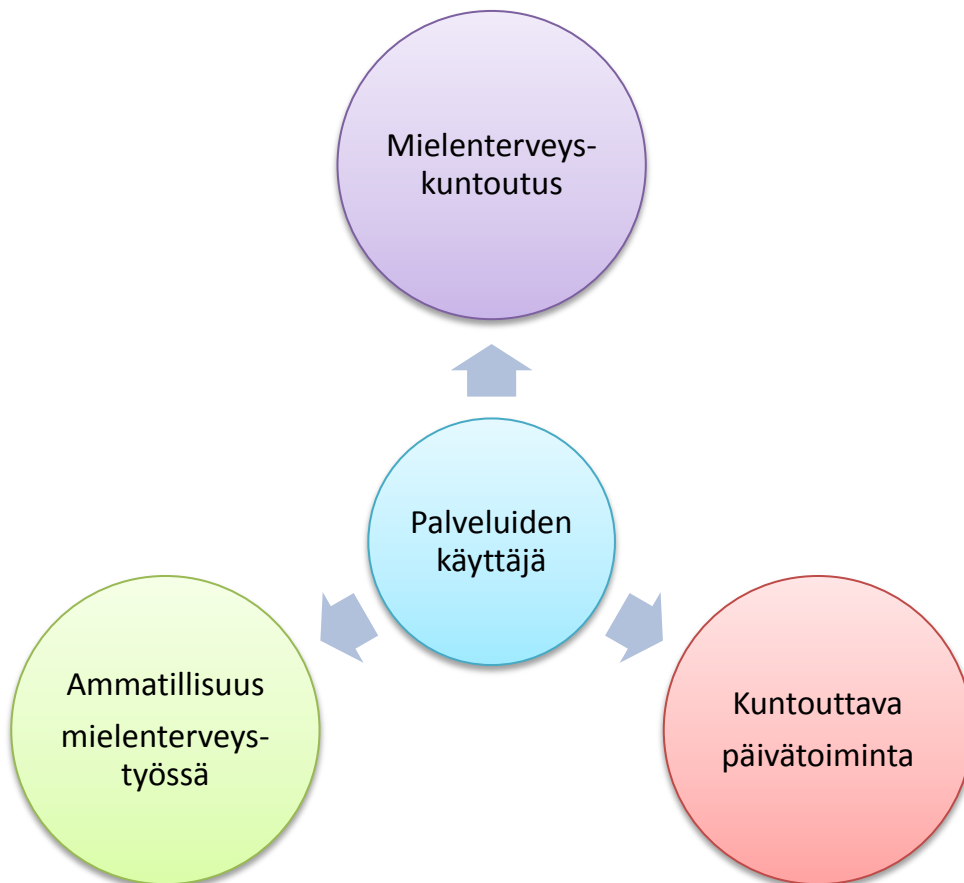 Mielenterveys-
kuntoutus
Palveluiden
käyttäjä
Ammatillisuus
mielenterveys-
työssä
Kuntouttava
päivätoiminta